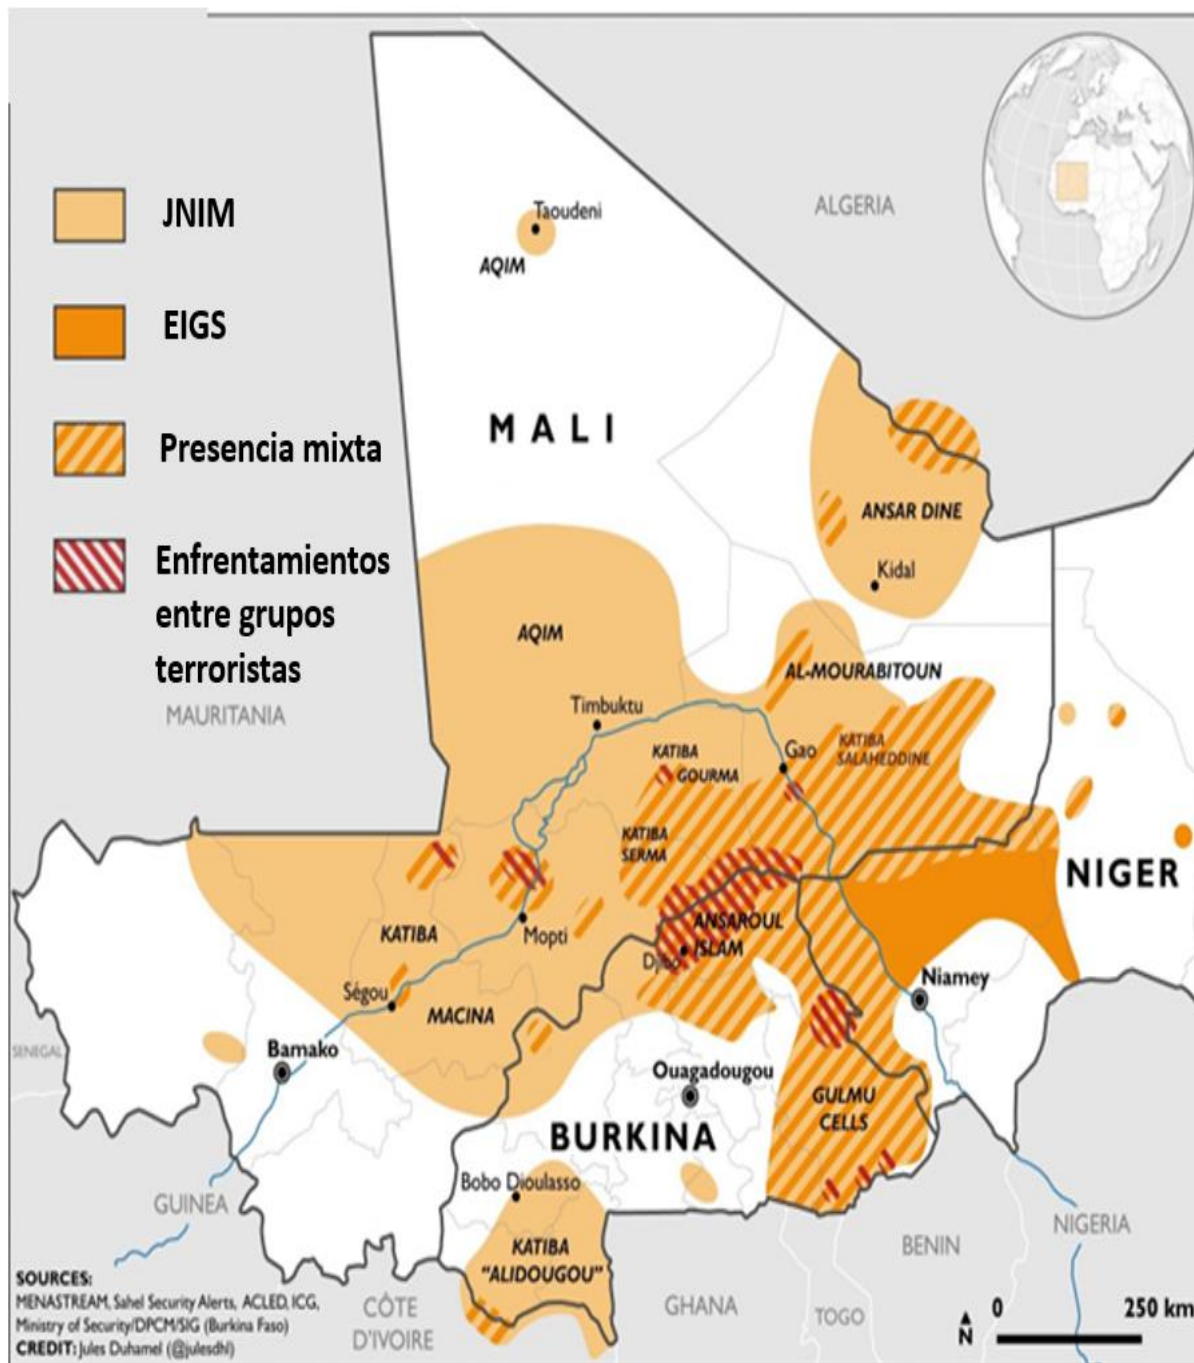 JNIM
EIGS
Presencia mixta
Enfrentamientos
entre grupos
terroristas
MAURITANIA
Taoudeni
AQIM
ALGERIA
MALI
ANSAR DINE
Kidal
AQIM
AL-MOURABITOUN
Timbuktu
KATIBA
GOURMA
Gao
KATIBA
SALAHEDDINE
KATIBA
SERMA
NIGER
KATIBA
Mopti
ANSAROUL
ISLAM
Djibo
Ségou
MACINA
Niamey
SENEGAL
Bamako
Ouagadougou
GULMU
CELLS
BURKINA
Bobo Dioulasso
GUINEA
NIGERIA
BENIN
KATIBA
"ALIDOUGOU"
CÔTE
D'IVOIRE
GHANA
TOGO
SOURCES:
MENASTREAM, Sahel Security Alerts, ACLED, ICG,
Ministry of Security/DPCM/SIG (Burkina Faso)
CREDIT: Jules Duhamel (@julesdhl)
N
0 250 km